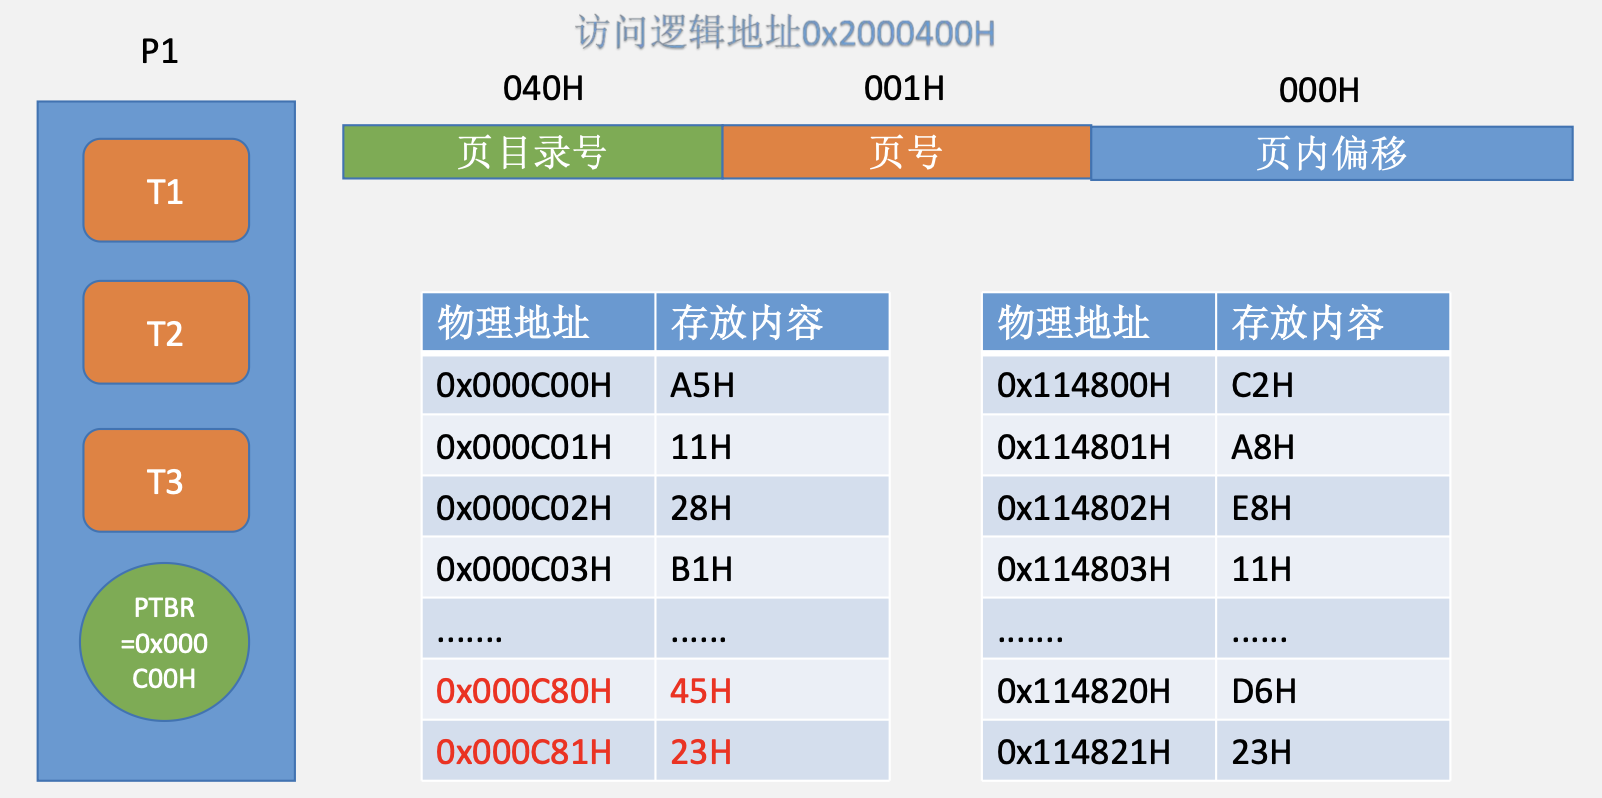 访问逻辑地址0x2000400H
P1
040H 001H 000H
页目录号 页号 页内偏移
T1
T2
T3
PTBR
=0x000
C00H
物理地址 存放内容
0x000C00H A5H
0x000C01H 11H
0x000C02H 28H
0x000C03H B1H
....... ......
0x000C80H 45H
0x000C81H 23H
物理地址 存放内容
0x114800H C2H
0x114801H A8H
0x114802H E8H
0x114803H 11H
....... ......
0x114820H D6H
0x114821H 23H